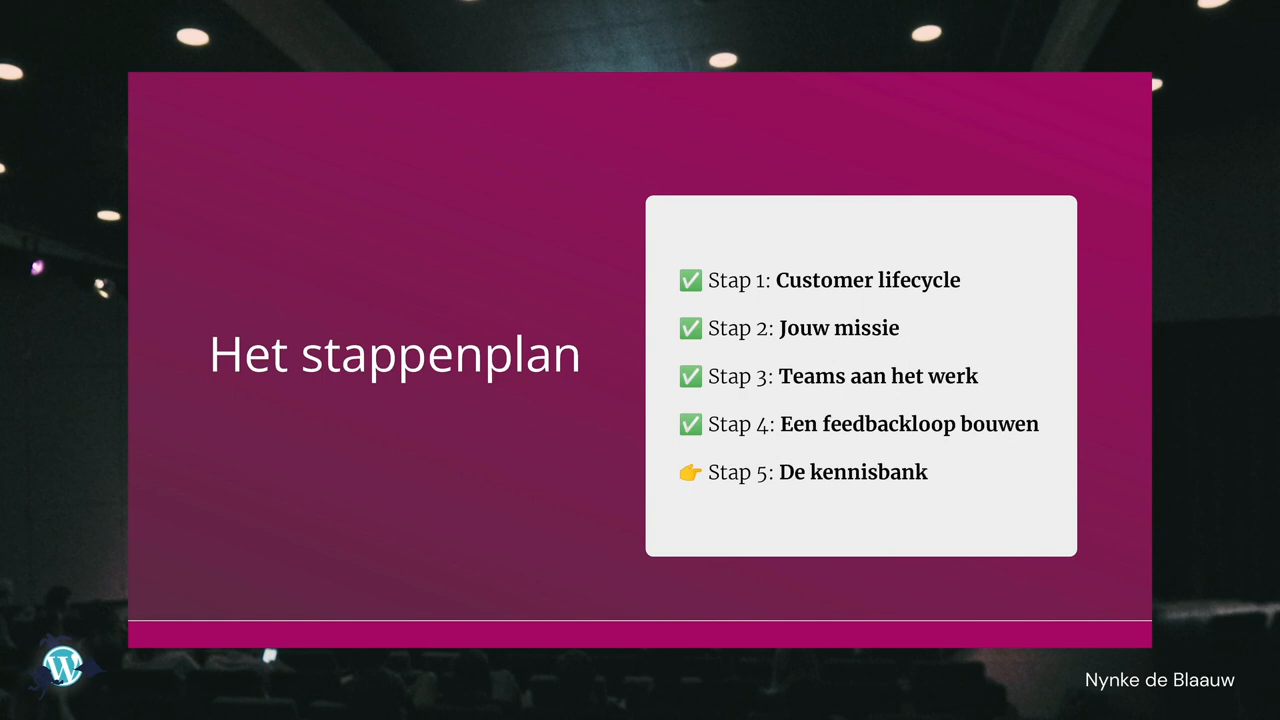 Het stappenplan
✅ Stap 1: Customer lifecycle
✅ Stap 2: Jouw missie
✅ Stap 3: Teams aan het werk
✅ Stap 4: Een feedbackloop bouwen
👉 Stap 5: De kennisbank
Nynke de Blaauw